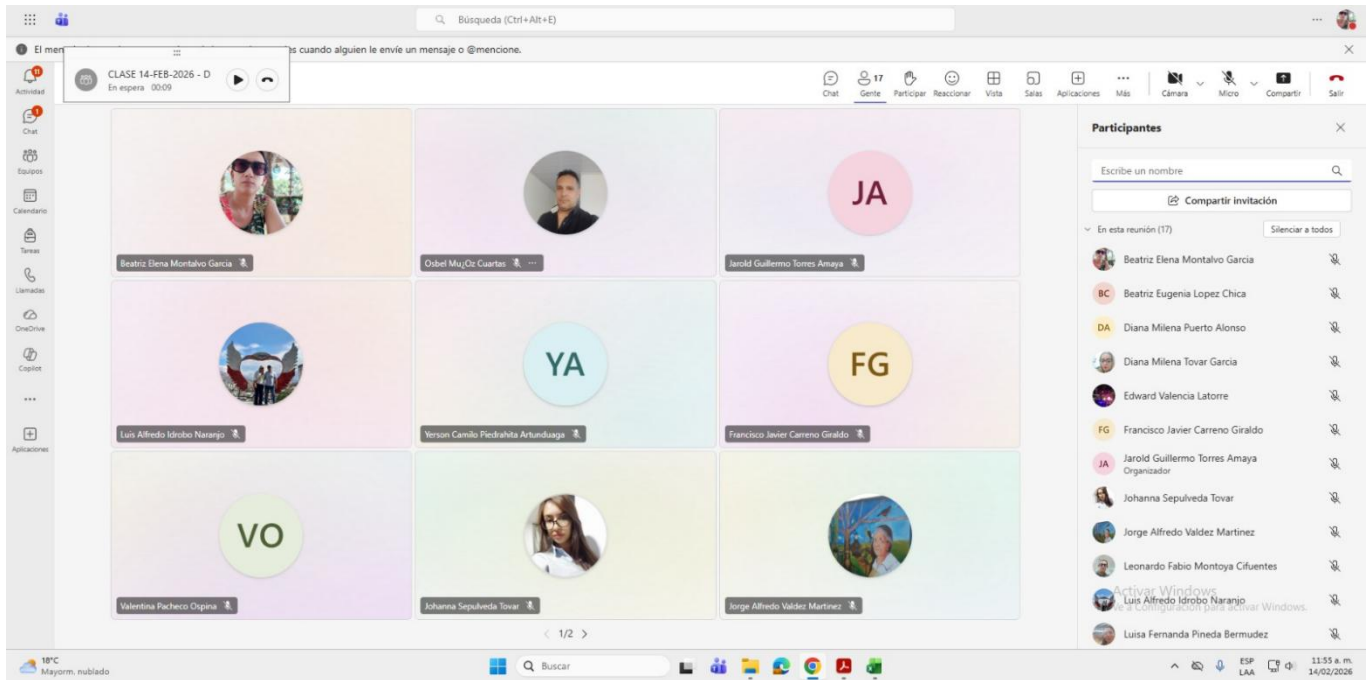 Búsqueda (Ctrl+Alt+E)
El men
es cuando alguien le envíe un mensaje o @mencione.
CLASE 14-FEB-2026 - D
En espera 00:09
11
Actividad
1
Chat
Equipos
Calendario
Tareas
Llamadas
OneDrive
Copilot
Aplicaciones
Chat
17
Gente
Participar
Reaccionar
Vista
Salas
Aplicaciones
Más
Cámara
Micro
Compartir
Salir
Beatriz Elena Montalvo Garcia
Osbel Mu¡Oz Cuartas
JA
Jarold Guillermo Torres Amaya
Luis Alfredo Idrobo Naranjo
YA
Yerson Camilo Piedrahita Artunduaga
FG
Francisco Javier Carreno Giraldo
VO
Valentina Pacheco Ospina
Johanna Sepulveda Tovar
Jorge Alfredo Valdez Martinez
1/2
Participantes
Escribe un nombre
Compartir invitación
En esta reunión (17)
Silenciar a todos
Beatriz Elena Montalvo Garcia
BC Beatriz Eugenia Lopez Chica
DA Diana Milena Puerto Alonso
Diana Milena Tovar Garcia
Edward Valencia Latorre
FG Francisco Javier Carreno Giraldo
JA Jarold Guillermo Torres Amaya
Organizador
Johanna Sepulveda Tovar
Jorge Alfredo Valdez Martinez
Leonardo Fabio Montoya Cifuentes
Activar Windows
Luis Alfredo Idrobo Naranjo
Ve a Configuración para activar Windows.
Luisa Fernanda Pineda Bermudez
18°C
Mayorm. nublado
Buscar
ESP
LAA
11:55 a. m.
14/02/2026